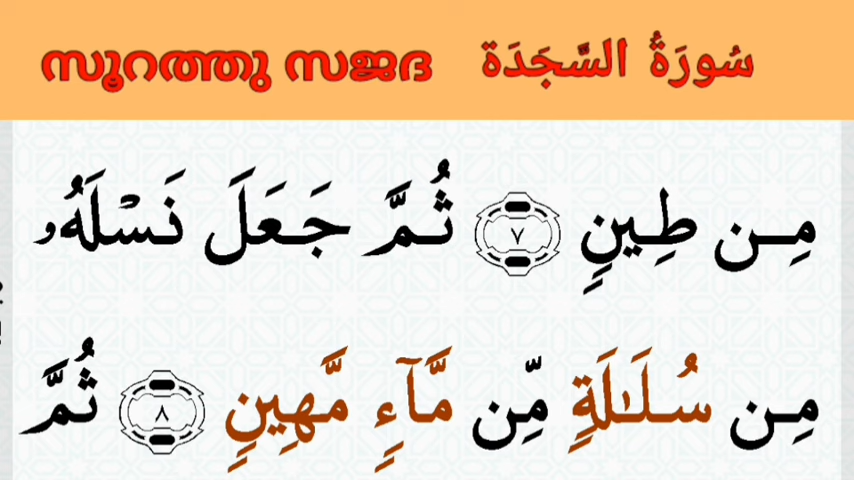 സൂറത്തു സജദ سُورَةُ السَّجَدَة
مِن طِينٍ ٧ ثُمَّ جَعَلَ نَسْلَهُۥ
مِن سُلَـٰلَةٍ مِّن مَّآءٍ مَّهِينٍ ٨ ثُمَّ